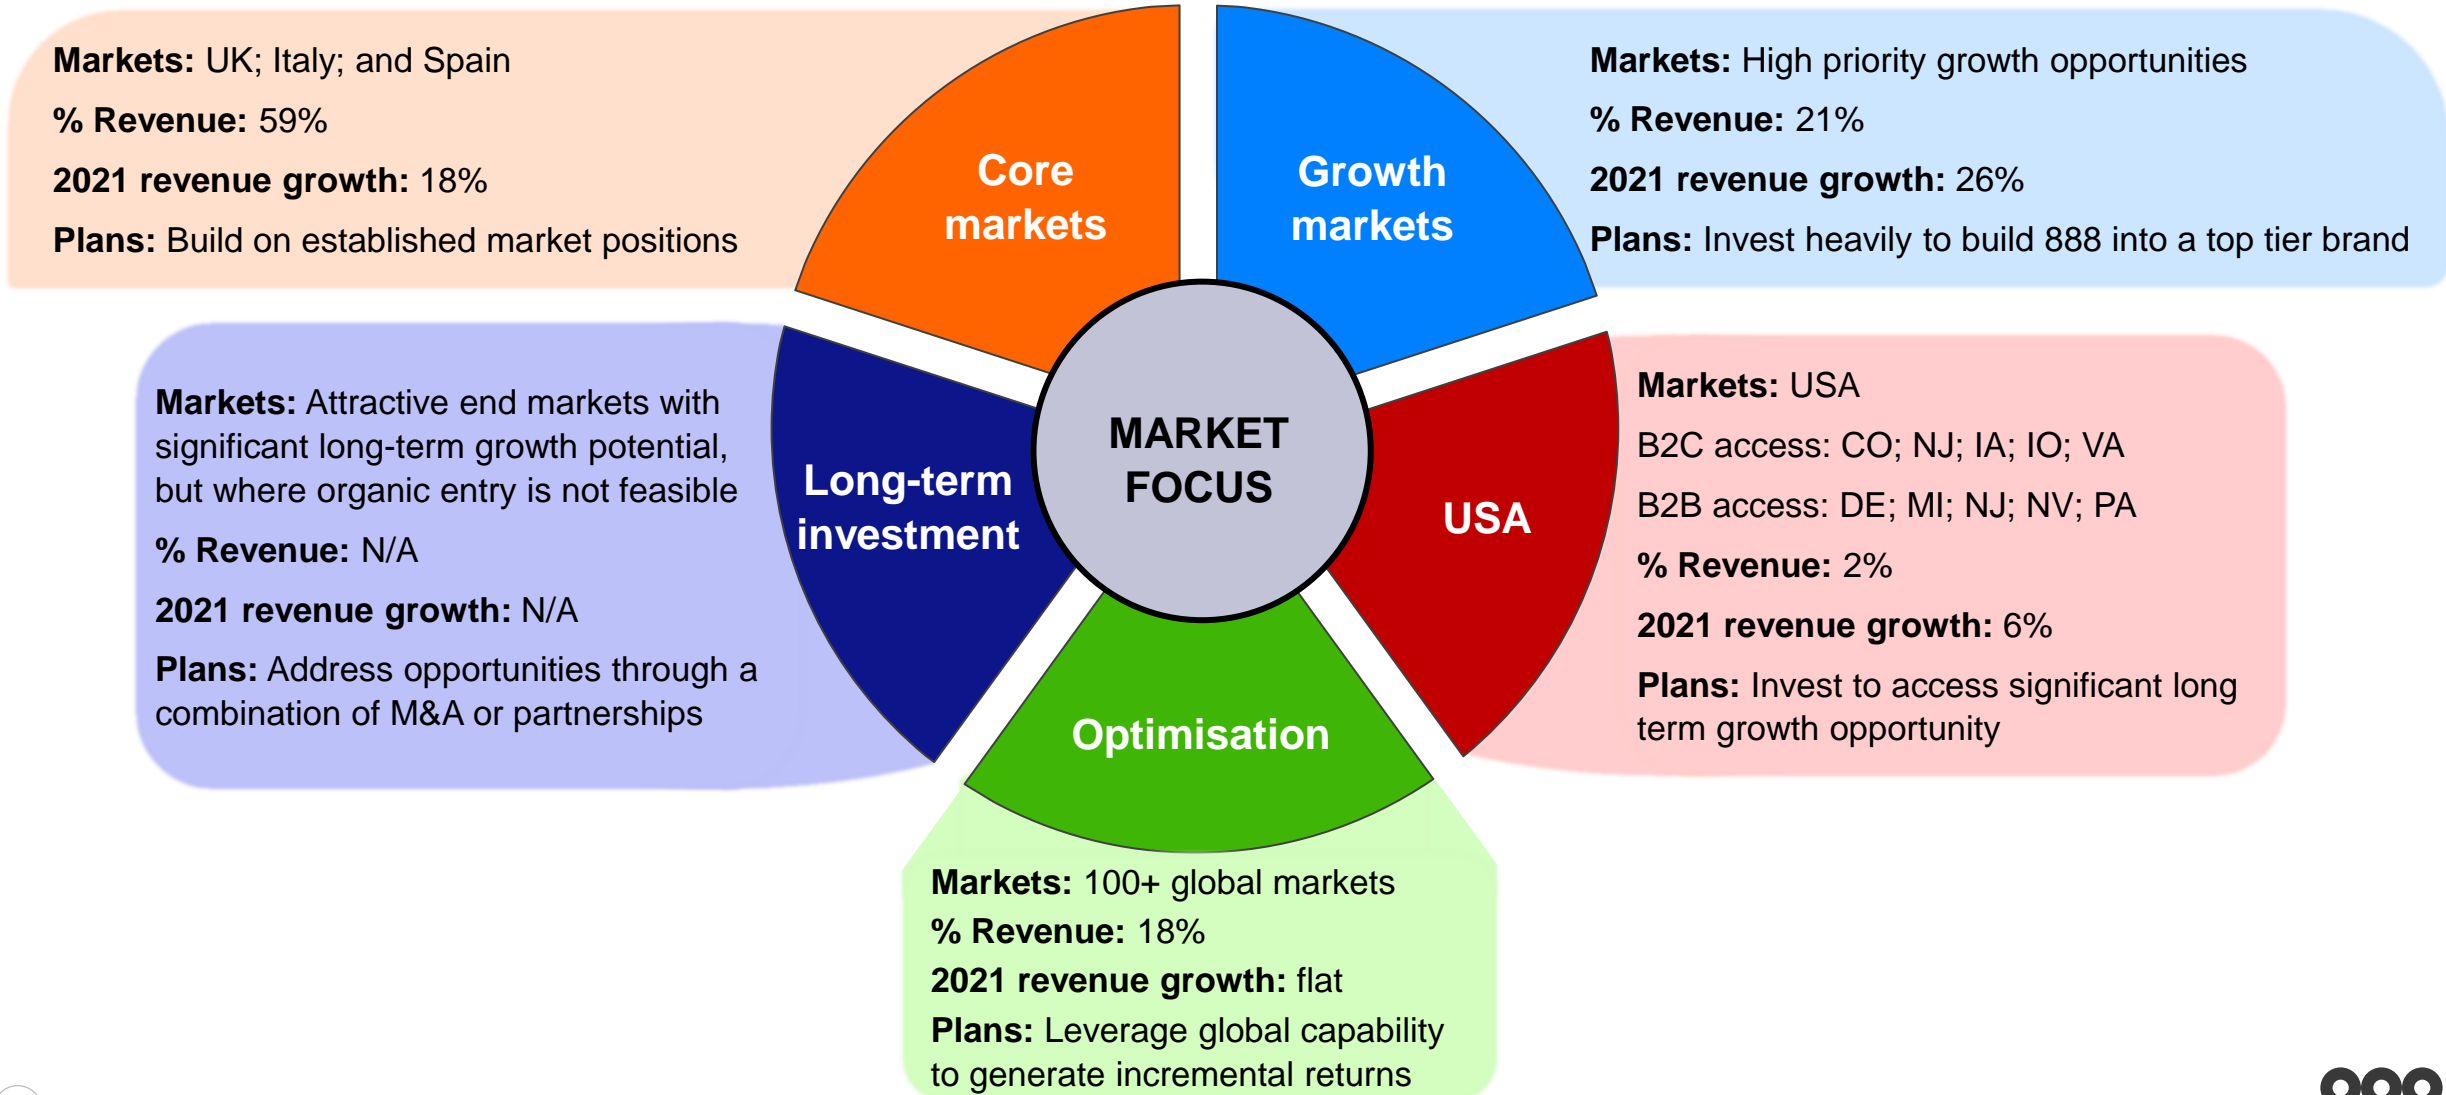 Markets: UK; Italy; and Spain
% Revenue: 59%
2021 revenue growth: 18%
Plans: Build on established market positions
Core
markets
Growth
markets
Markets: High priority growth opportunities
% Revenue: 21%
2021 revenue growth: 26%
Plans: Invest heavily to build 888 into a top tier brand
Markets: Attractive end markets with
significant long-term growth potential,
but where organic entry is not feasible
% Revenue: N/A
2021 revenue growth: N/A
Plans: Address opportunities through a
combination of M&A or partnerships
Long-term
investment
MARKET
FOCUS
USA
Markets: USA
B2C access: CO; NJ; IA; IO; VA
B2B access: DE; MI; NJ; NV; PA
% Revenue: 2%
2021 revenue growth: 6%
Plans: Invest to access significant long
term growth opportunity
Optimisation
Markets: 100+ global markets
% Revenue: 18%
2021 revenue growth: flat
Plans: Leverage global capability
to generate incremental returns